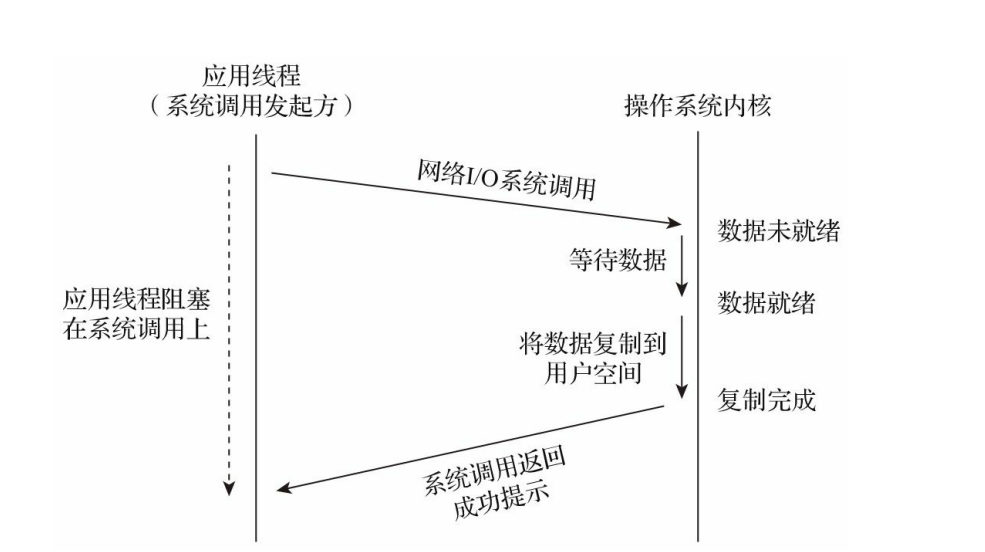 应用线程
（系统调用发起方）
操作系统内核
网络I/O系统调用
数据未就绪
等待数据
应用线程阻塞
在系统调用上
数据就绪
将数据复制到
用户空间
复制完成
系统调用返回
成功提示